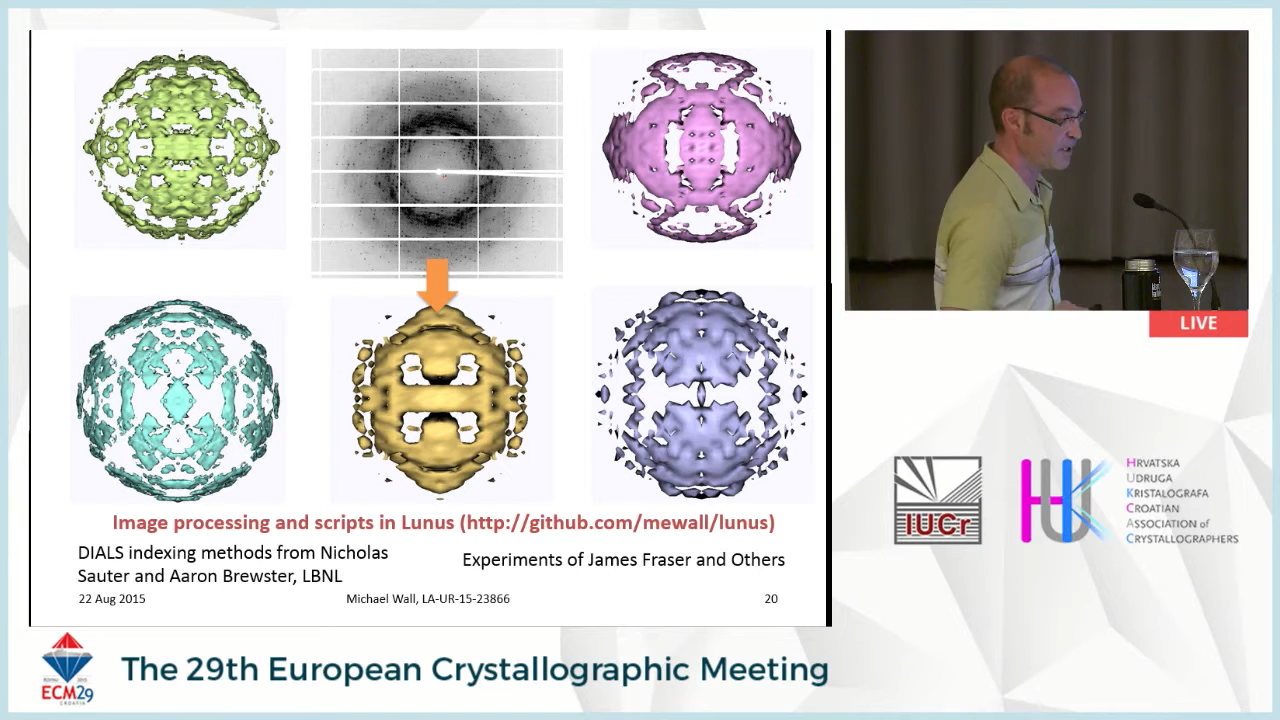 Image processing and scripts in Lunus (http://github.com/mewall/lunus)
DIALS indexing methods from Nicholas
Sauter and Aaron Brewster, LBNL
Experiments of James Fraser and Others
22 Aug 2015
Michael Wall, LA-UR-15-23866
20
LIVE
IUCr
HUK
HRVATSKA
UDRUGA
KRISTALOGRAFA
CROATIAN
ASSOCIATION of
CRYSTALLOGRAPHERS
ECM29
CROATIA
The 29th European Crystallographic Meeting